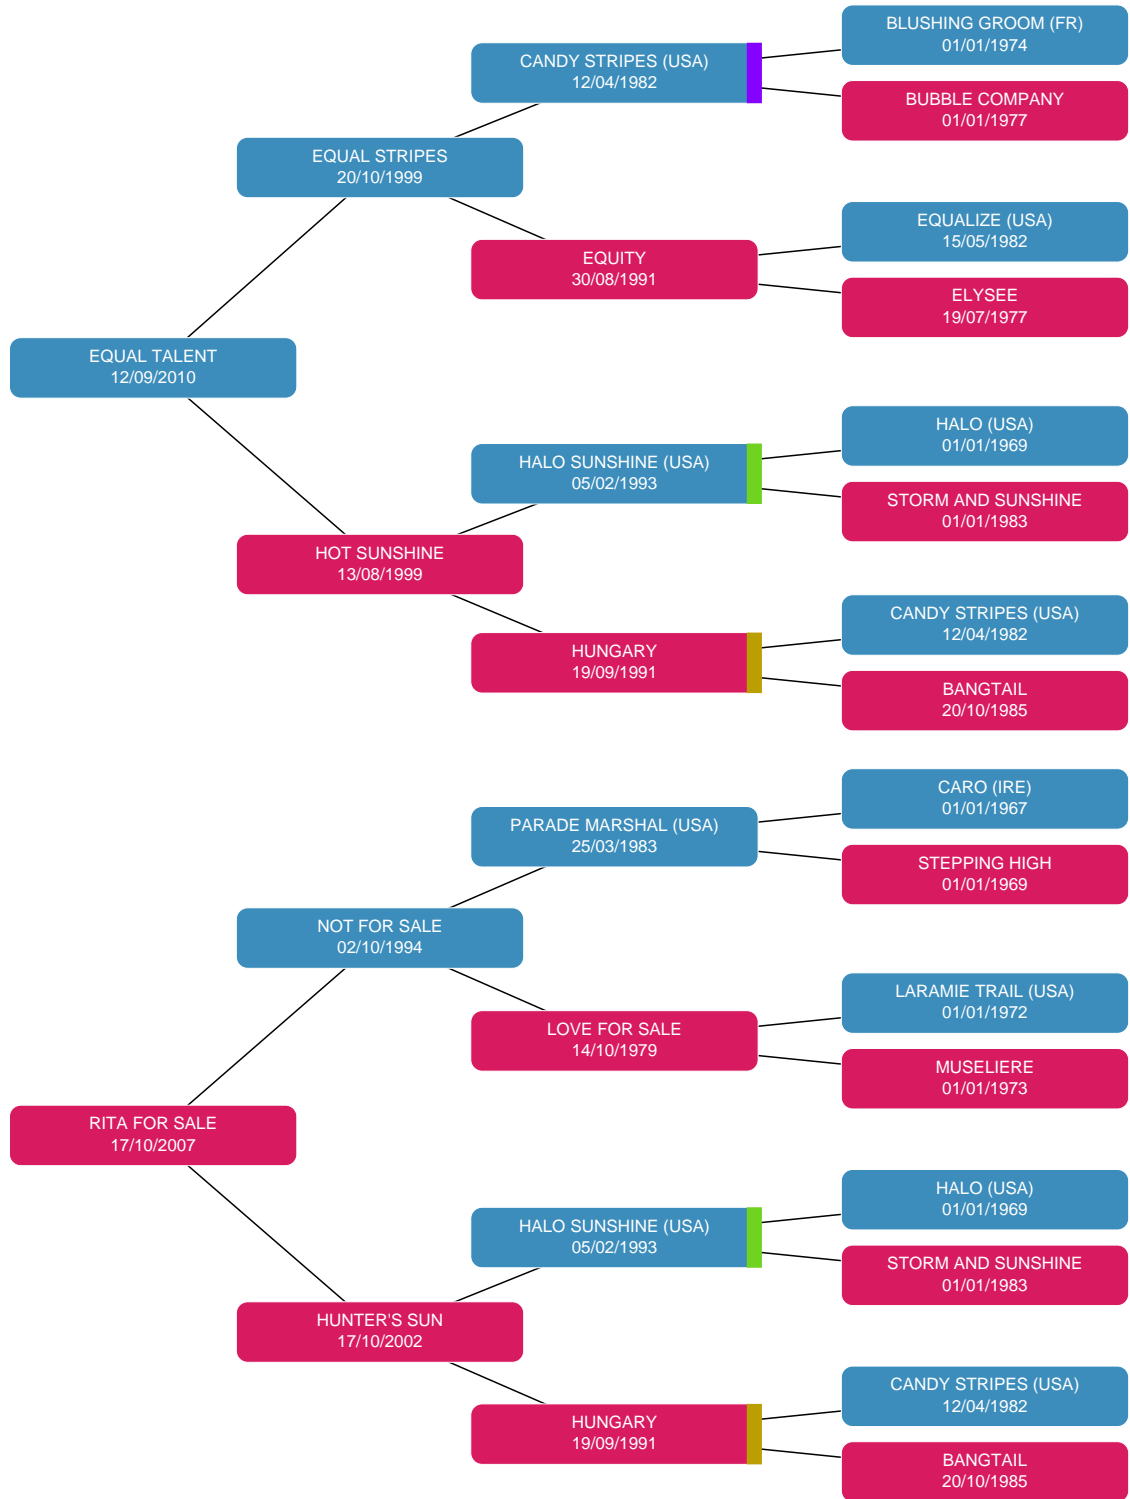 BLUSHING GROOM (FR)
01/01/1974
CANDY STRIPES (USA)
12/04/1982
BUBBLE COMPANY
01/01/1977
EQUAL STRIPES
20/10/1999
EQUALIZE (USA)
15/05/1982
EQUITY
30/08/1991
ELYSEE
19/07/1977
EQUAL TALENT
12/09/2010
HALO (USA)
01/01/1969
HALO SUNSHINE (USA)
05/02/1993
STORM AND SUNSHINE
01/01/1983
HOT SUNSHINE
13/08/1999
CANDY STRIPES (USA)
12/04/1982
HUNGARY
19/09/1991
BANGTAIL
20/10/1985
CARO (IRE)
01/01/1967
PARADE MARSHAL (USA)
25/03/1983
STEPPING HIGH
01/01/1969
NOT FOR SALE
02/10/1994
LARAMIE TRAIL (USA)
01/01/1972
LOVE FOR SALE
14/10/1979
MUSELIERE
01/01/1973
RITA FOR SALE
17/10/2007
HALO (USA)
01/01/1969
HALO SUNSHINE (USA)
05/02/1993
STORM AND SUNSHINE
01/01/1983
HUNTER'S SUN
17/10/2002
CANDY STRIPES (USA)
12/04/1982
HUNGARY
19/09/1991
BANGTAIL
20/10/1985